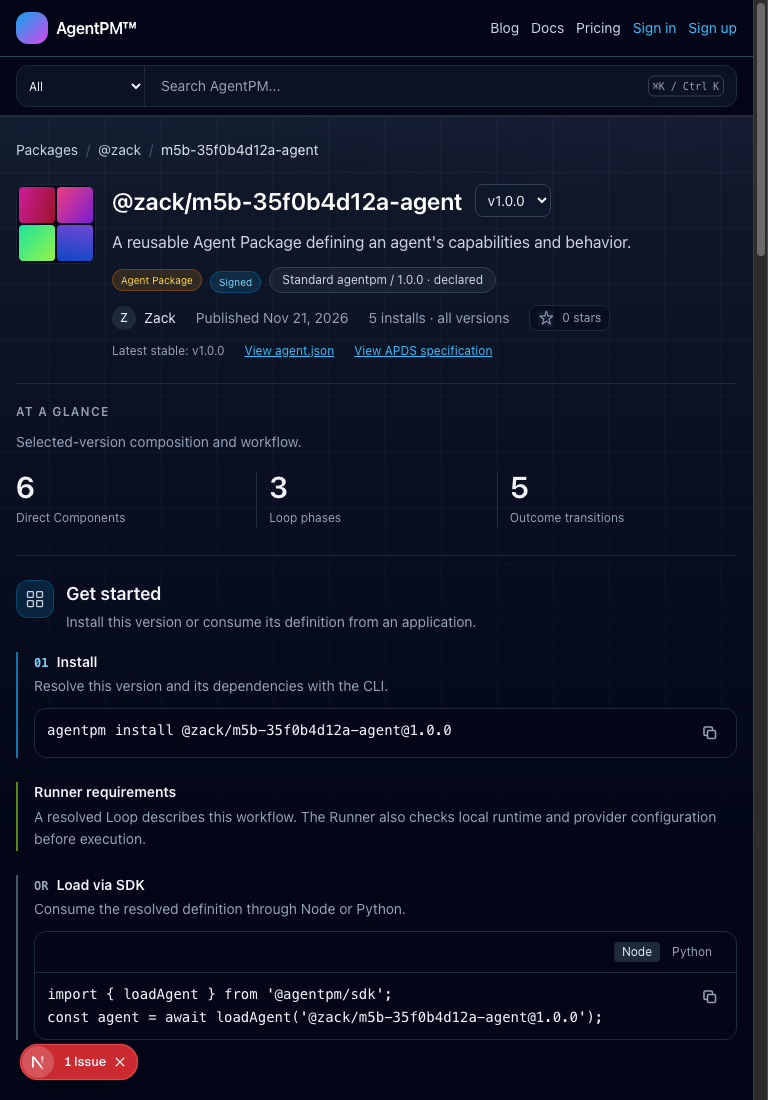 AgentPM™
Blog Docs Pricing Sign in Sign up
All
Search AgentPM...
⌘K / Ctrl K
Packages / @zack / m5b-35f0b4d12a-agent
@zack/m5b-35f0b4d12a-agent v1.0.0
A reusable Agent Package defining an agent's capabilities and behavior.
Agent Package Signed Standard agentpm / 1.0.0 · declared
Z Zack Published Nov 21, 2026 5 installs · all versions 0 stars
Latest stable: v1.0.0 View agent.json View APDS specification
AT A GLANCE
Selected-version composition and workflow.
6 3 5
Direct Components Loop phases Outcome transitions
Get started
Install this version or consume its definition from an application.
01 Install
Resolve this version and its dependencies with the CLI.
agentpm install @zack/m5b-35f0b4d12a-agent@1.0.0
Runner requirements
A resolved Loop describes this workflow. The Runner also checks local runtime and provider configuration
before execution.
OR Load via SDK
Consume the resolved definition through Node or Python.
Node Python
import { loadAgent } from '@agentpm/sdk';
const agent = await loadAgent('@zack/m5b-35f0b4d12a-agent@1.0.0');
N 1 Issue